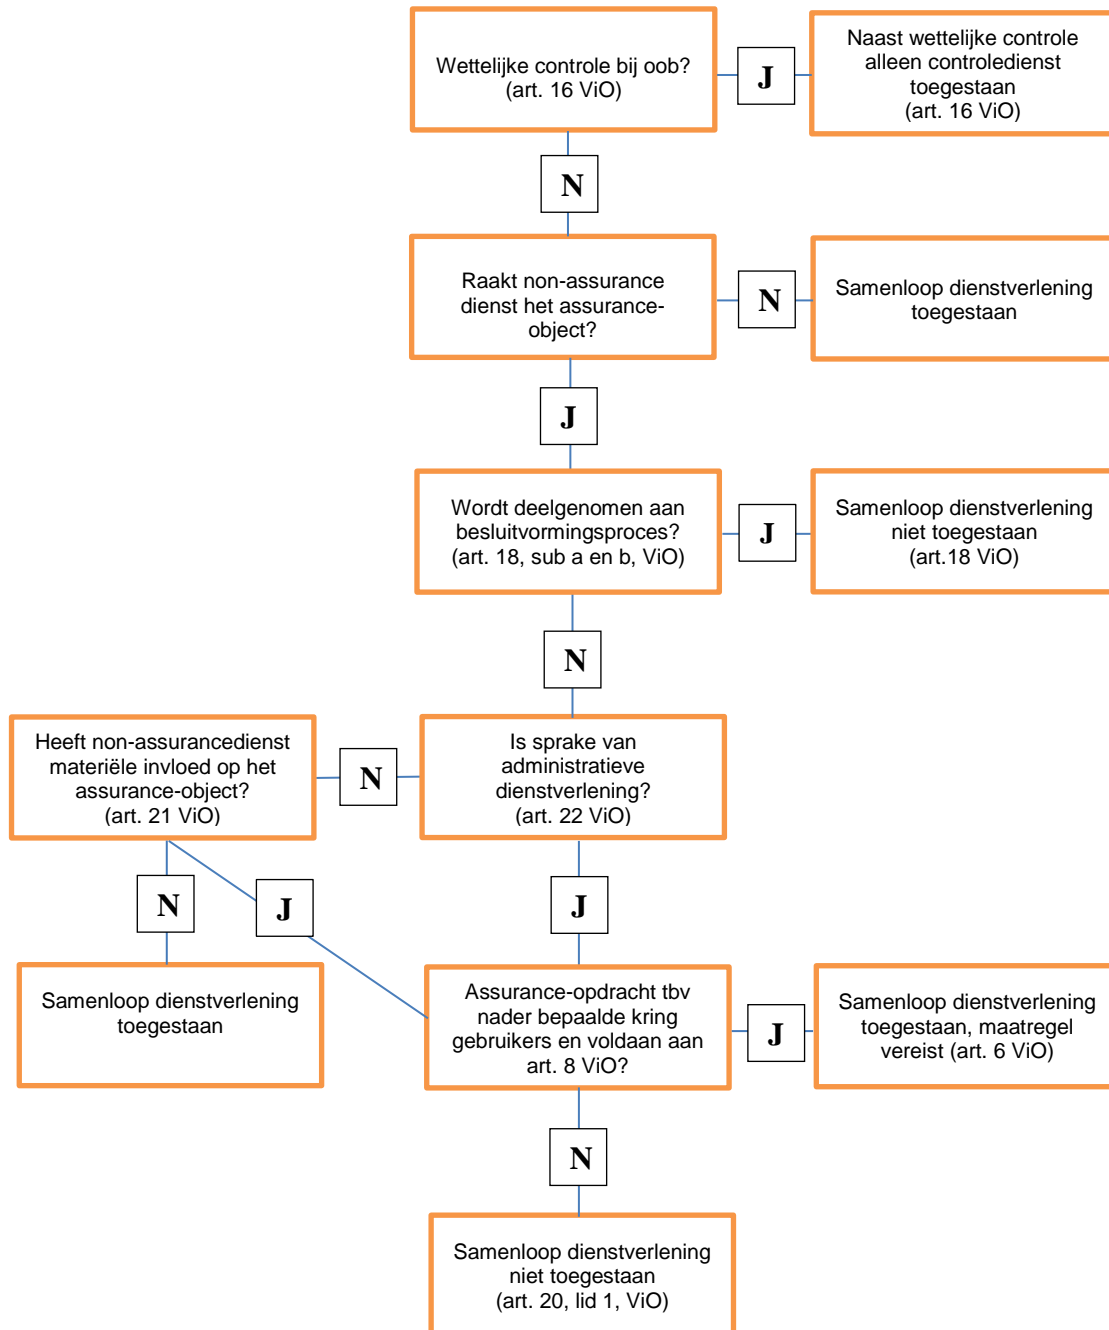 Wettelijke controle bij oob?
(art. 16 ViO)
J
Naast wettelijke controle
alleen controledienst
toegestaan
(art. 16 ViO)
N
Raakt non-assurance
dienst het assurance-
object?
N
Samenloop dienstverlening
toegestaan
J
Wordt deelgenomen aan
besluitvormingsproces?
(art. 18, sub a en b, ViO)
J
Samenloop dienstverlening
niet toegestaan
(art.18 ViO)
N
Heeft non-assurancedienst
materiële invloed op het
assurance-object?
(art. 21 ViO)
N
Is sprake van
administratieve
dienstverlening?
(art. 22 ViO)
N
J
J
Samenloop dienstverlening
toegestaan
Assurance-opdracht tbv
nader bepaalde kring
gebruikers en voldaan aan
art. 8 ViO?
J
Samenloop dienstverlening
toegestaan, maatregel
vereist (art. 6 ViO)
N
Samenloop dienstverlening
niet toegestaan
(art. 20, lid 1, ViO)